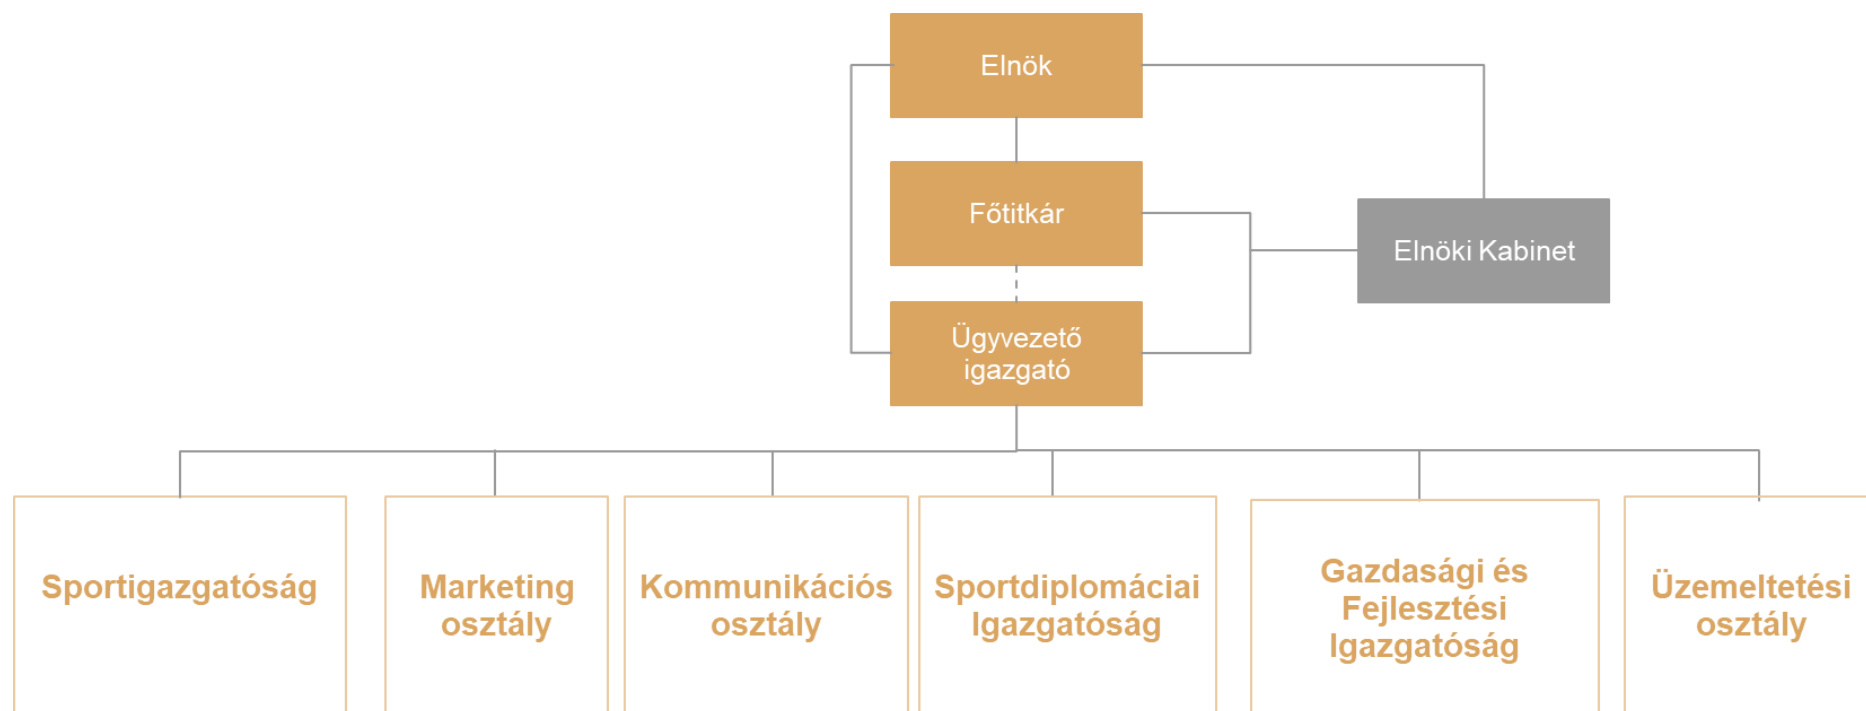 Elnök
Főtitkár
Elnöki Kabinet
Ügyvezető
igazgató
Sportigazgatóság
Marketing
osztály
Kommunikációs
osztály
Sportdiplomáciai
Igazgatóság
Gazdasági és
Fejlesztési
Igazgatóság
Üzemeltetési
osztály